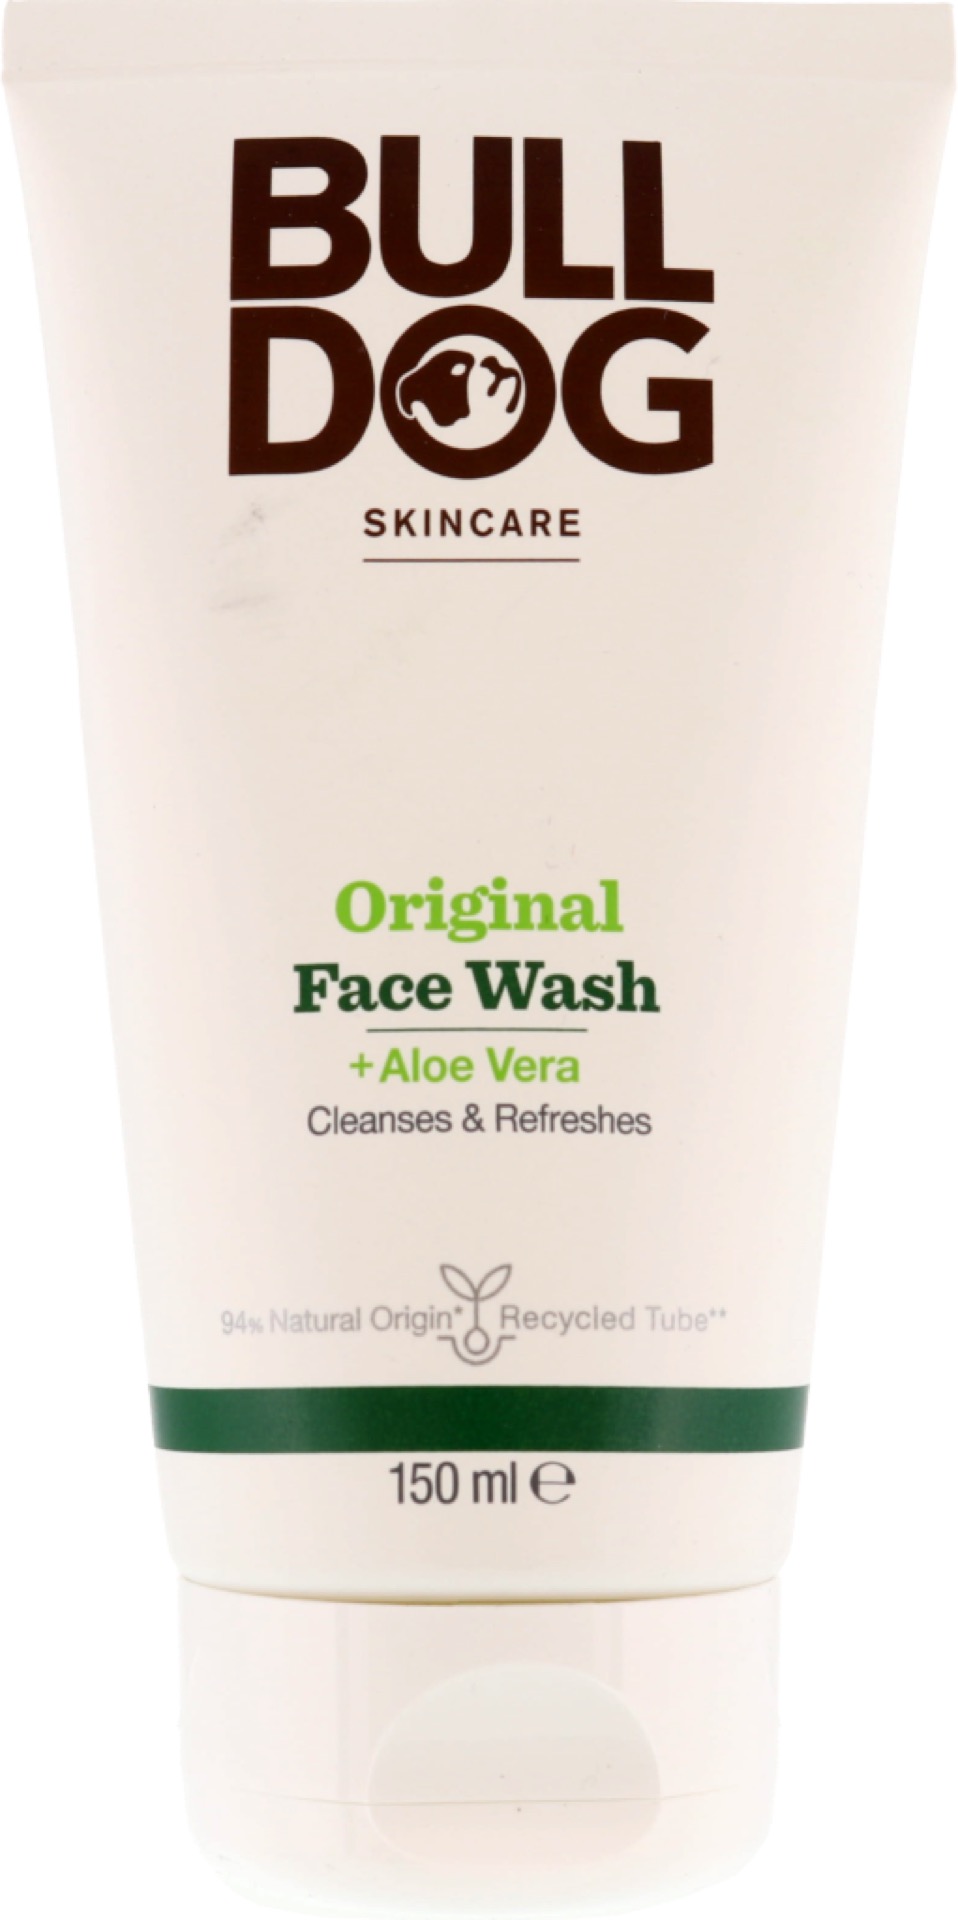 BULL
DOG
SKINCARE
Original
Face Wash
+Aloe Vera
Cleanses & Refreshes
94% Natural Origin* Recycled Tube**
150 ml ℮